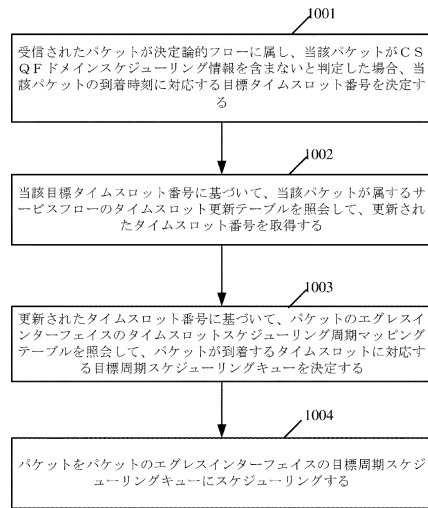 1001
受信されたパケットが決定論的フローに属し、当該パケットがＣＳ
ＱＦドメインスケジューリング情報を含まないと判定した場合、当
該パケットの到着時刻に対応する目標タイムスロット番号を決定す
る
1002
当該目標タイムスロット番号に基づいて、当該パケットが属するサ
ービスフローのタイムスロット更新テーブルを照会して、更新され
たタイムスロット番号を取得する
1003
更新されたタイムスロット番号に基づいて、パケットのエグレスイ
ンターフェイスのタイムスロットスケジューリング周期マッピング
テーブルを照会して、パケットが到着するタイムスロットに対応す
る目標周期スケジューリングキューを決定する
1004
パケットをパケットのエグレスインターフェイスの目標周期スケジ
ューリングキューにスケジューリングする